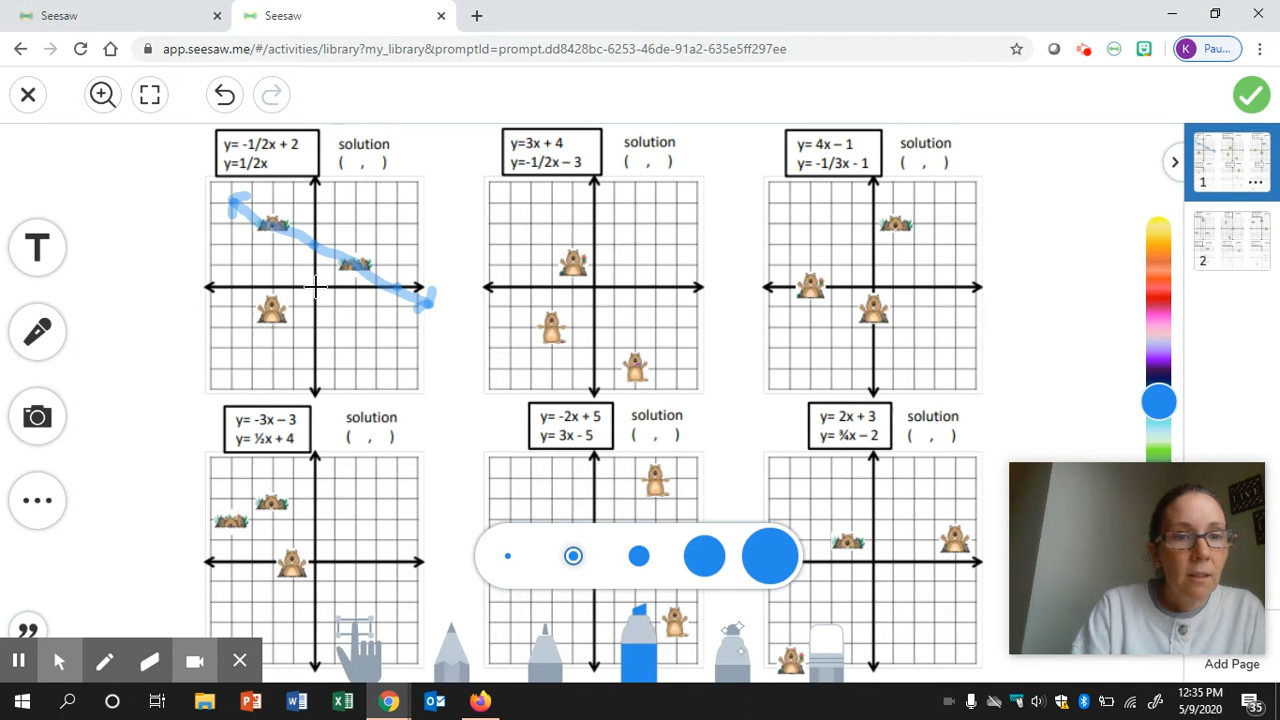 Seesaw
Seesaw
app.seesaw.me/#/activities/library?my_library&promptId=prompt.dd8428bc-6253-46de-91a2-635e5ff297ee
K Pau...
y= -1/2x + 2
y=1/2x
solution
( , )
y=3x + 4
y=-1/2x – 3
solution
( , )
y= 4x – 1
y= -1/3x - 1
solution
( , )
1
2
T
y= -3x – 3
y= ½x + 4
solution
( , )
y= -2x + 5
y= 3x - 5
solution
( , )
y= 2x + 3
y= ¾x – 2
solution
( , )
Add Page
12:35 PM
5/9/2020
35